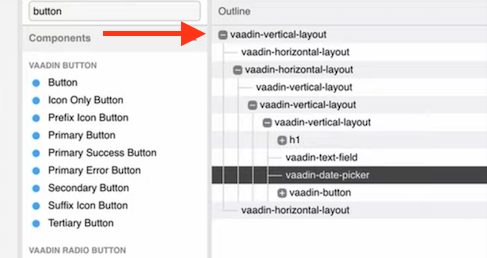 button
Components
VAADIN BUTTON
Button
Icon Only Button
Prefix Icon Button
Primary Button
Primary Success Button
Primary Error Button
Secondary Button
Suffix Icon Button
Tertiary Button
VAADIN RADIO BUTTON
Outline
vaadin-vertical-layout
vaadin-horizontal-layout
vaadin-horizontal-layout
vaadin-vertical-layout
vaadin-vertical-layout
vaadin-vertical-layout
h1
vaadin-text-field
vaadin-date-picker
vaadin-button
vaadin-horizontal-layout